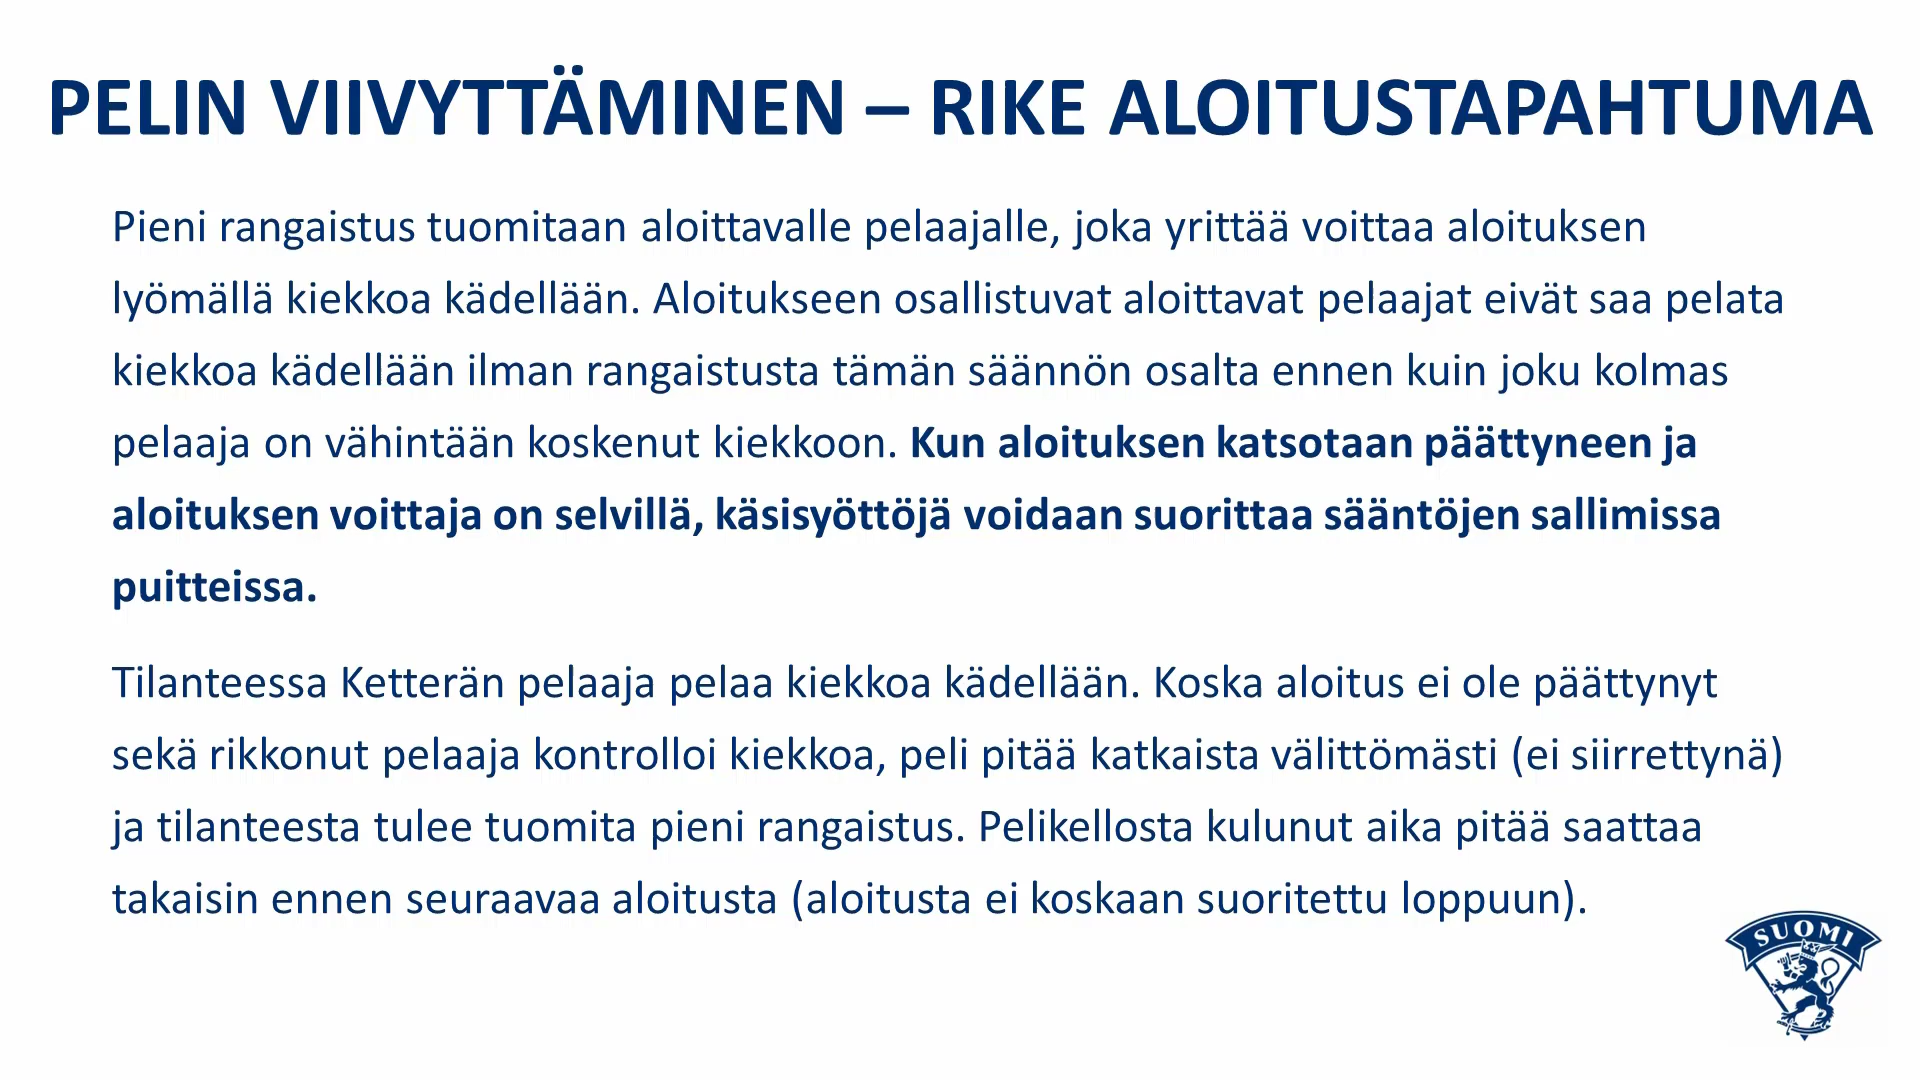 PELIN VIIVYTTÄMINEN – RIKE ALOITUSTAPAHTUMA
Pieni rangaistus tuomitaan aloittavalle pelaajalle, joka yrittää voittaa aloituksen
lyömällä kiekkoa kädellään. Aloitukseen osallistuvat aloittavat pelaajat eivät saa pelata
kiekkoa kädellään ilman rangaistusta tämän säännön osalta ennen kuin joku kolmas
pelaaja on vähintään koskenut kiekkoon. Kun aloituksen katsotaan päättyneen ja
aloituksen voittaja on selvillä, käsisyöttöjä voidaan suorittaa sääntöjen sallimissa
puitteissa.
Tilanteessa Ketterän pelaaja pelaa kiekkoa kädellään. Koska aloitus ei ole päättynyt
sekä rikkonut pelaaja kontrolloi kiekkoa, peli pitää katkaista välittömästi (ei siirrettynä)
ja tilanteesta tulee tuomita pieni rangaistus. Pelikellosta kulunut aika pitää saattaa
takaisin ennen seuraavaa aloitusta (aloitusta ei koskaan suoritettu loppuun).
SUOMI